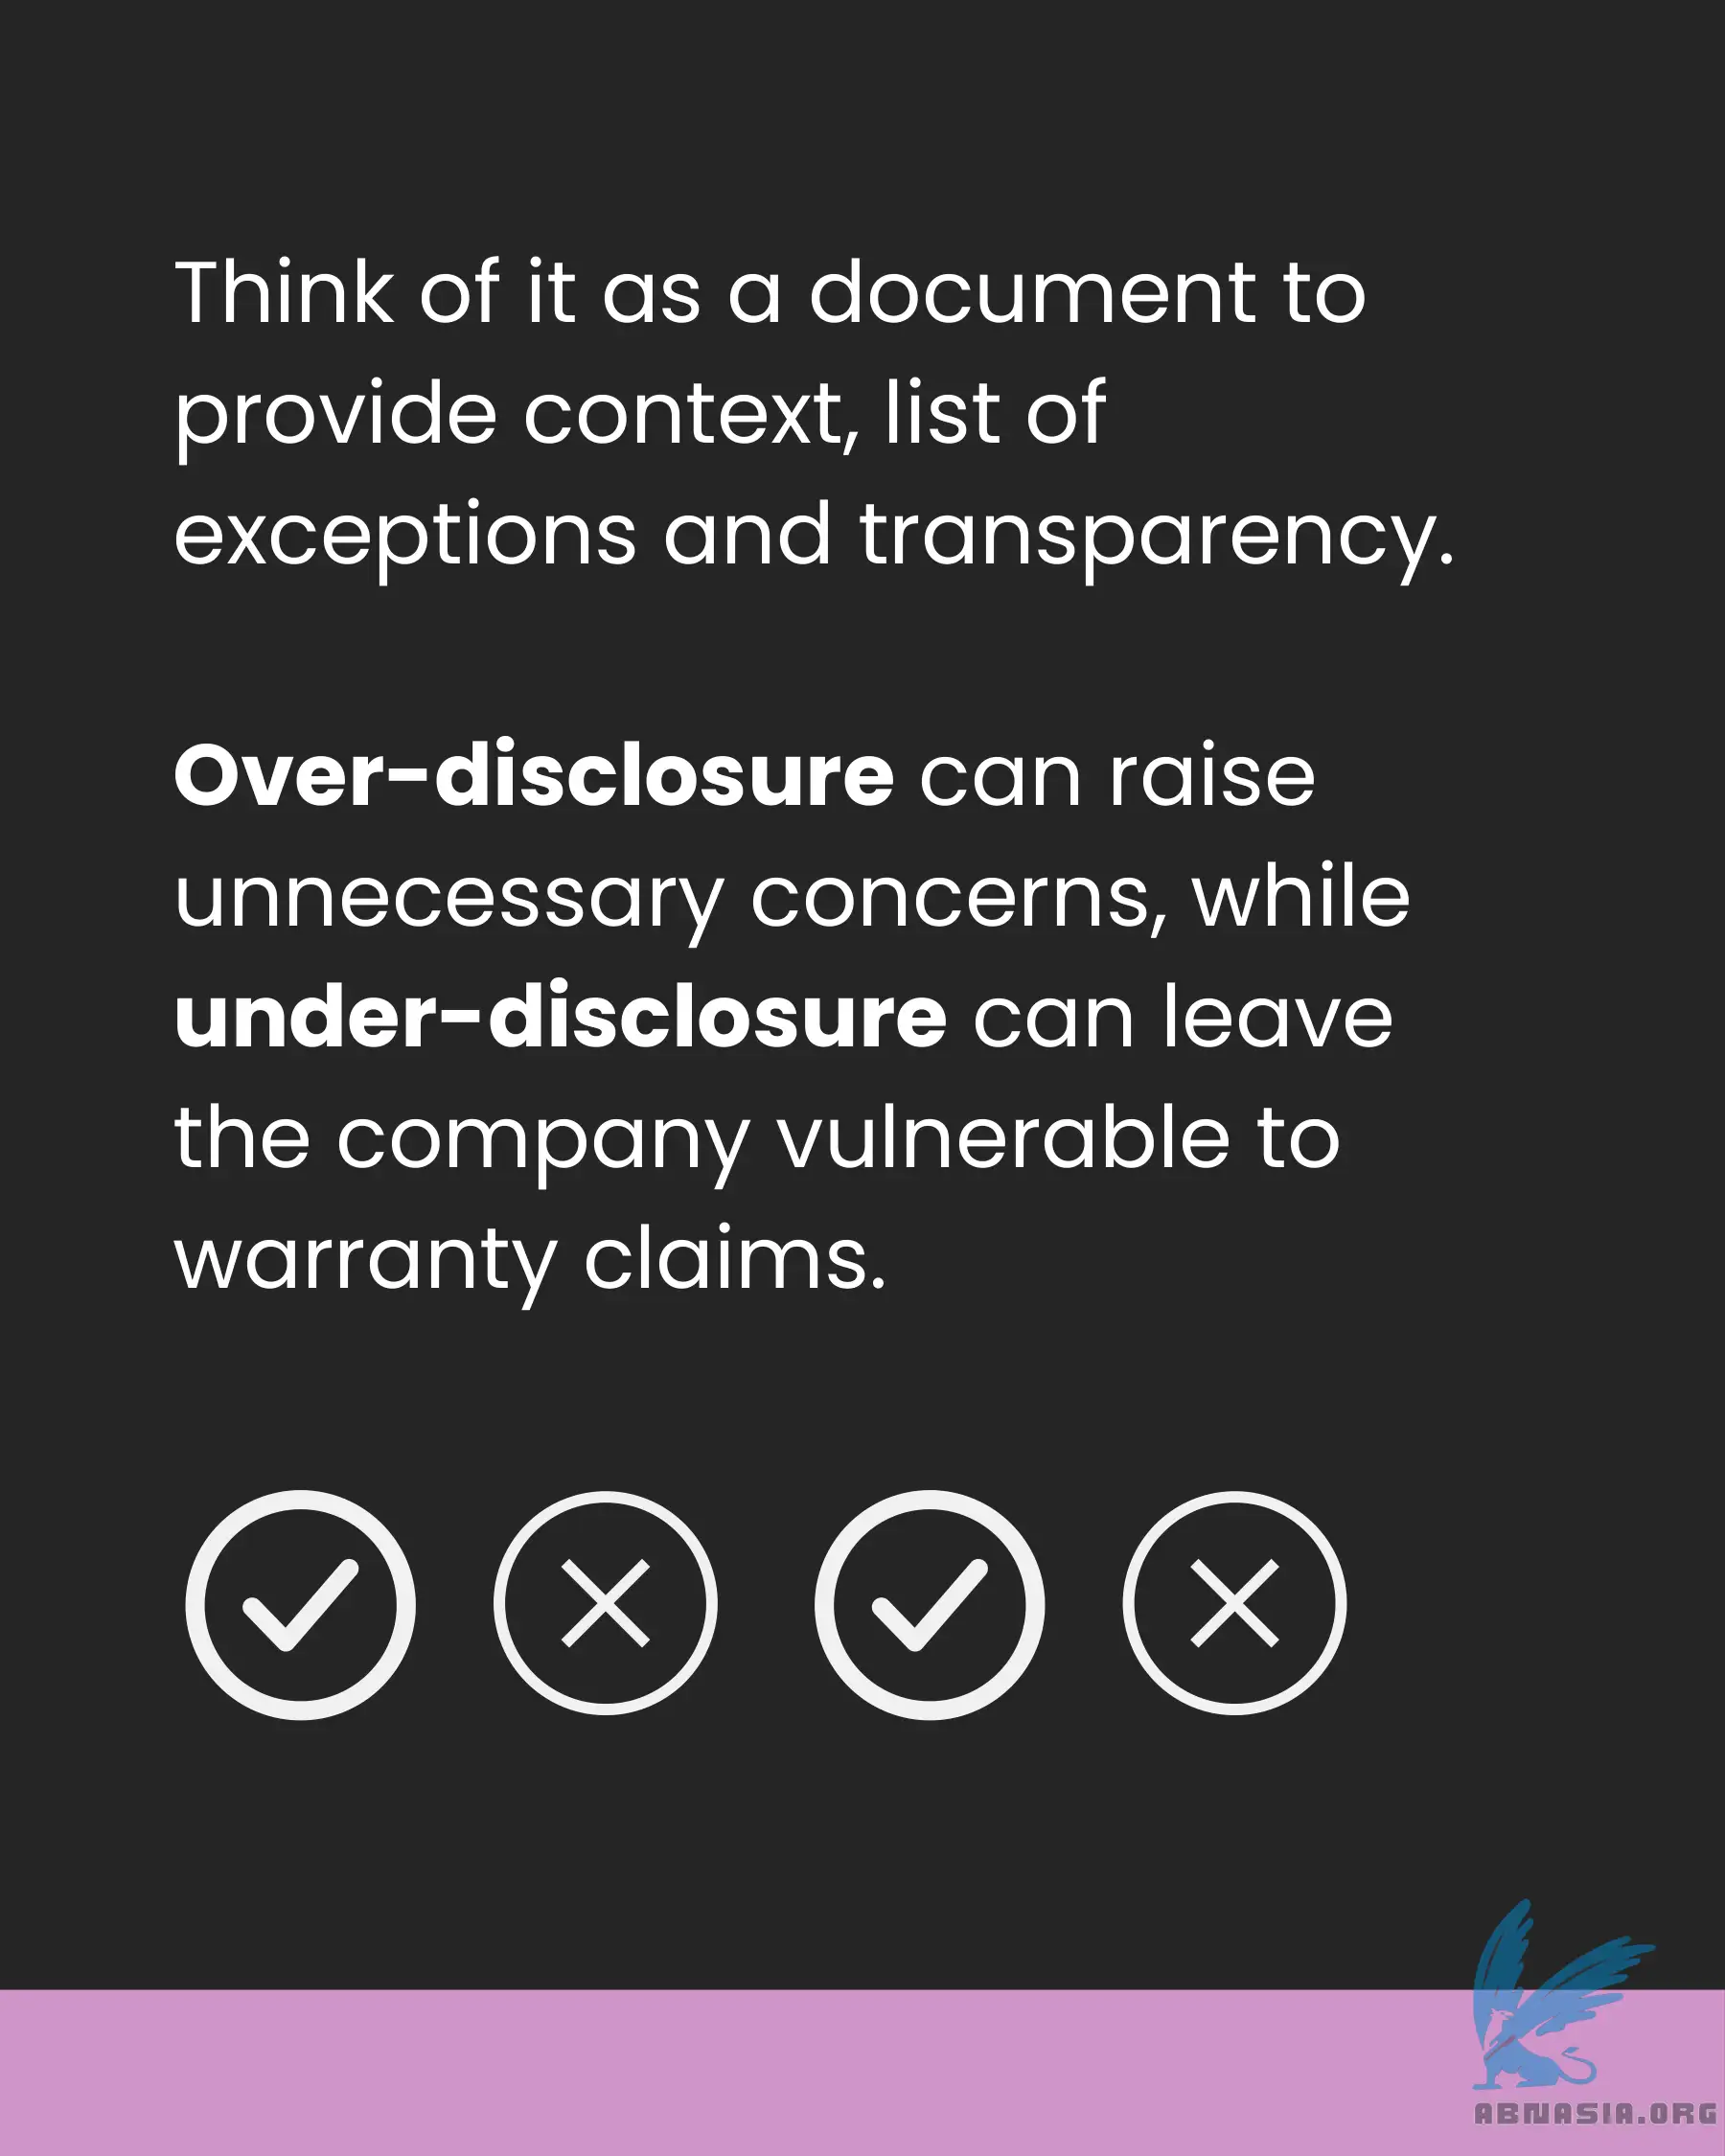 Think of it as a document to
provide context, list of
exceptions and transparency.
Over-disclosure can raise
unnecessary concerns, while
under-disclosure can leave
the company vulnerable to
warranty claims.
ABNASIA.ORG